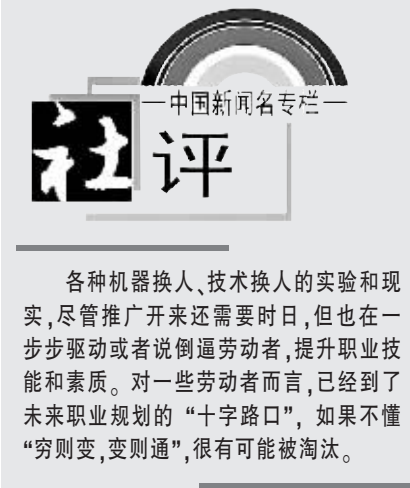 —中国新闻名专栏—
社评
各种机器换人、技术换人的实验和现
实,尽管推广开来还需要时日,但也在一
步步驱动或者说倒逼劳动者,提升职业技
能和素质。对一些劳动者而言,已经到了
未来职业规划的“十字路口”,如果不懂
“穷则变,变则通”,很有可能被淘汰。